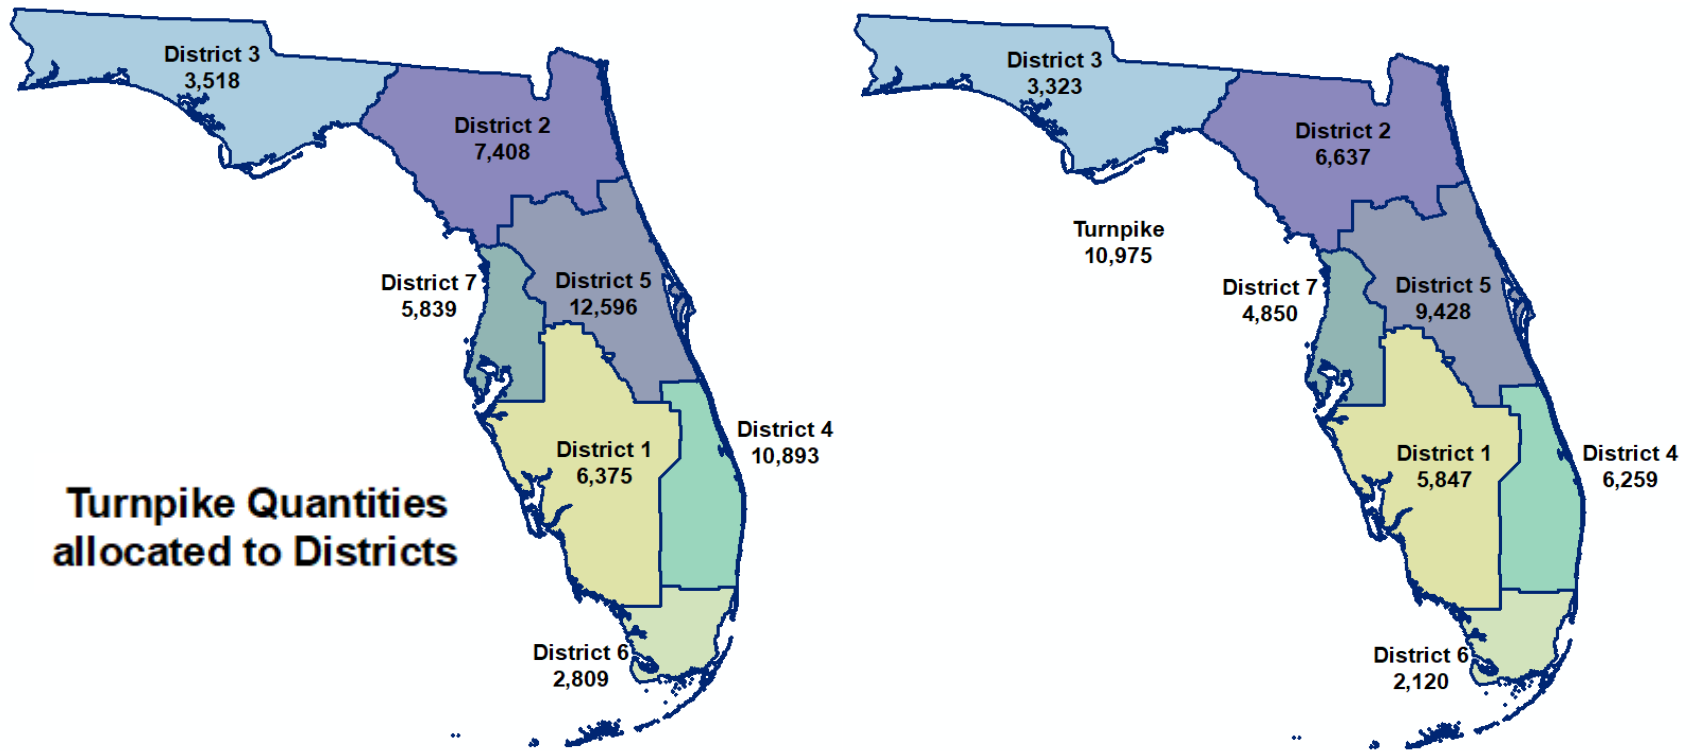 District 3
3,518
District 2
7,408
District 7
5,839
District 5
12,596
District 4
10,893
District 1
6,375
Turnpike Quantities
allocated to Districts
District 6
2,809
District 3
3,323
District 2
6,637
Turnpike
10,975
District 7
4,850
District 5
9,428
District 4
6,259
District 1
5,847
District 6
2,120